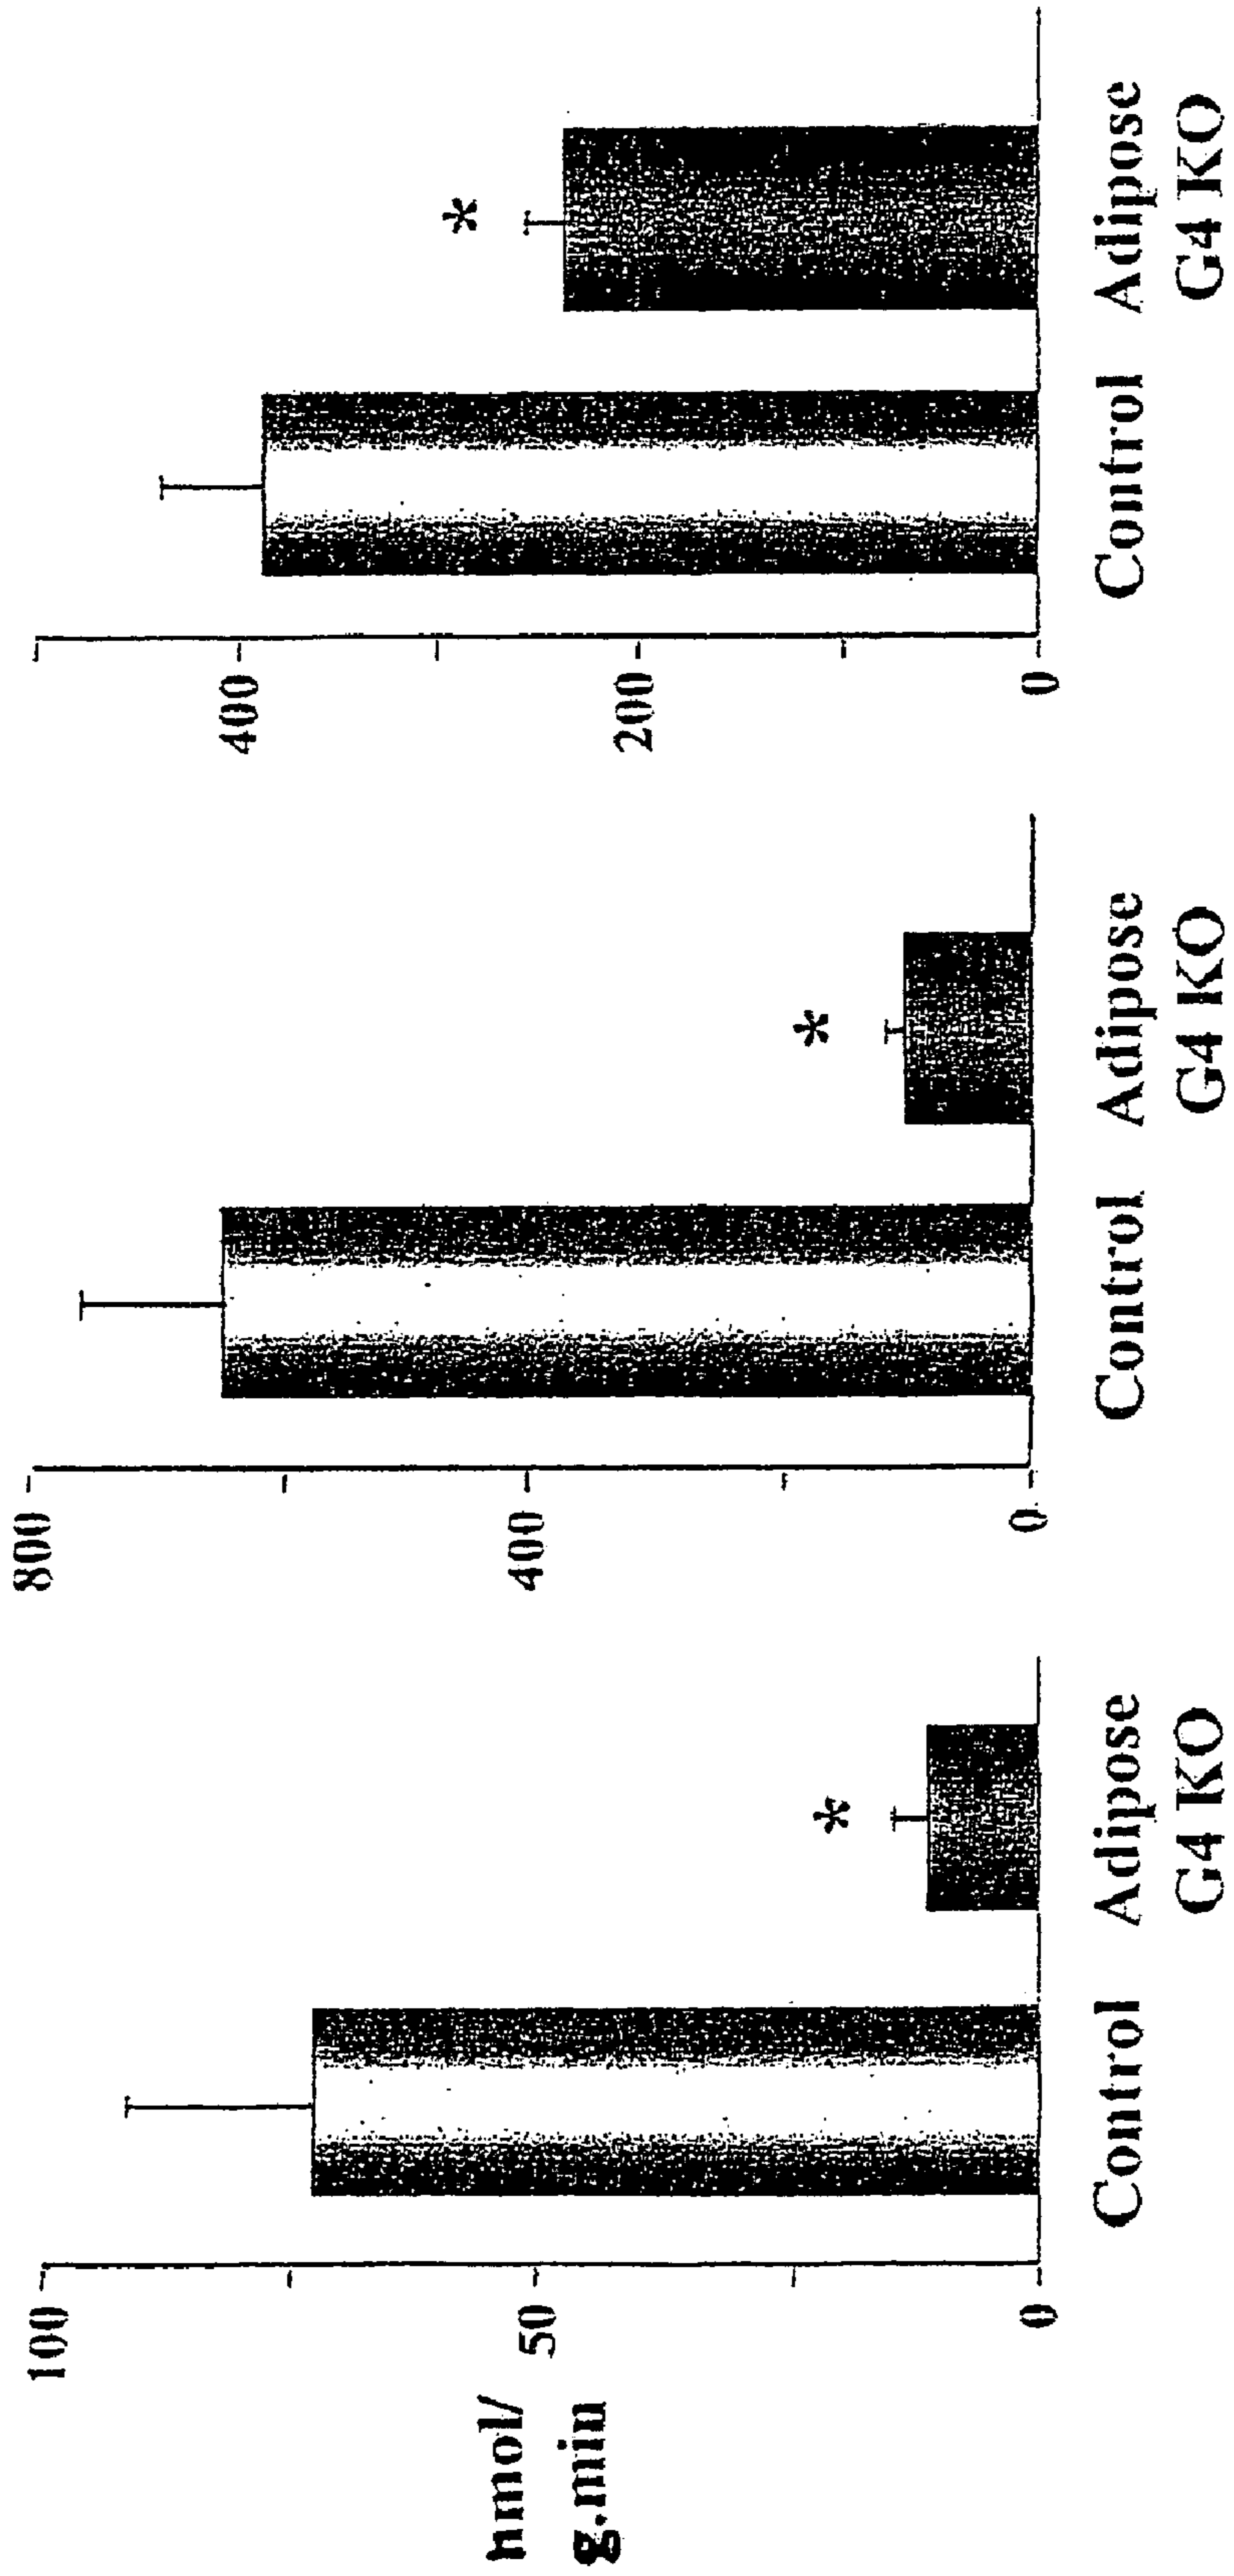 100
nmol/
g.min
50
0
Control
Adipose
G4 KO
800
400
0
Control
Adipose
G4 KO
*
*
*
400
200
0
Control
Adipose
G4 KO